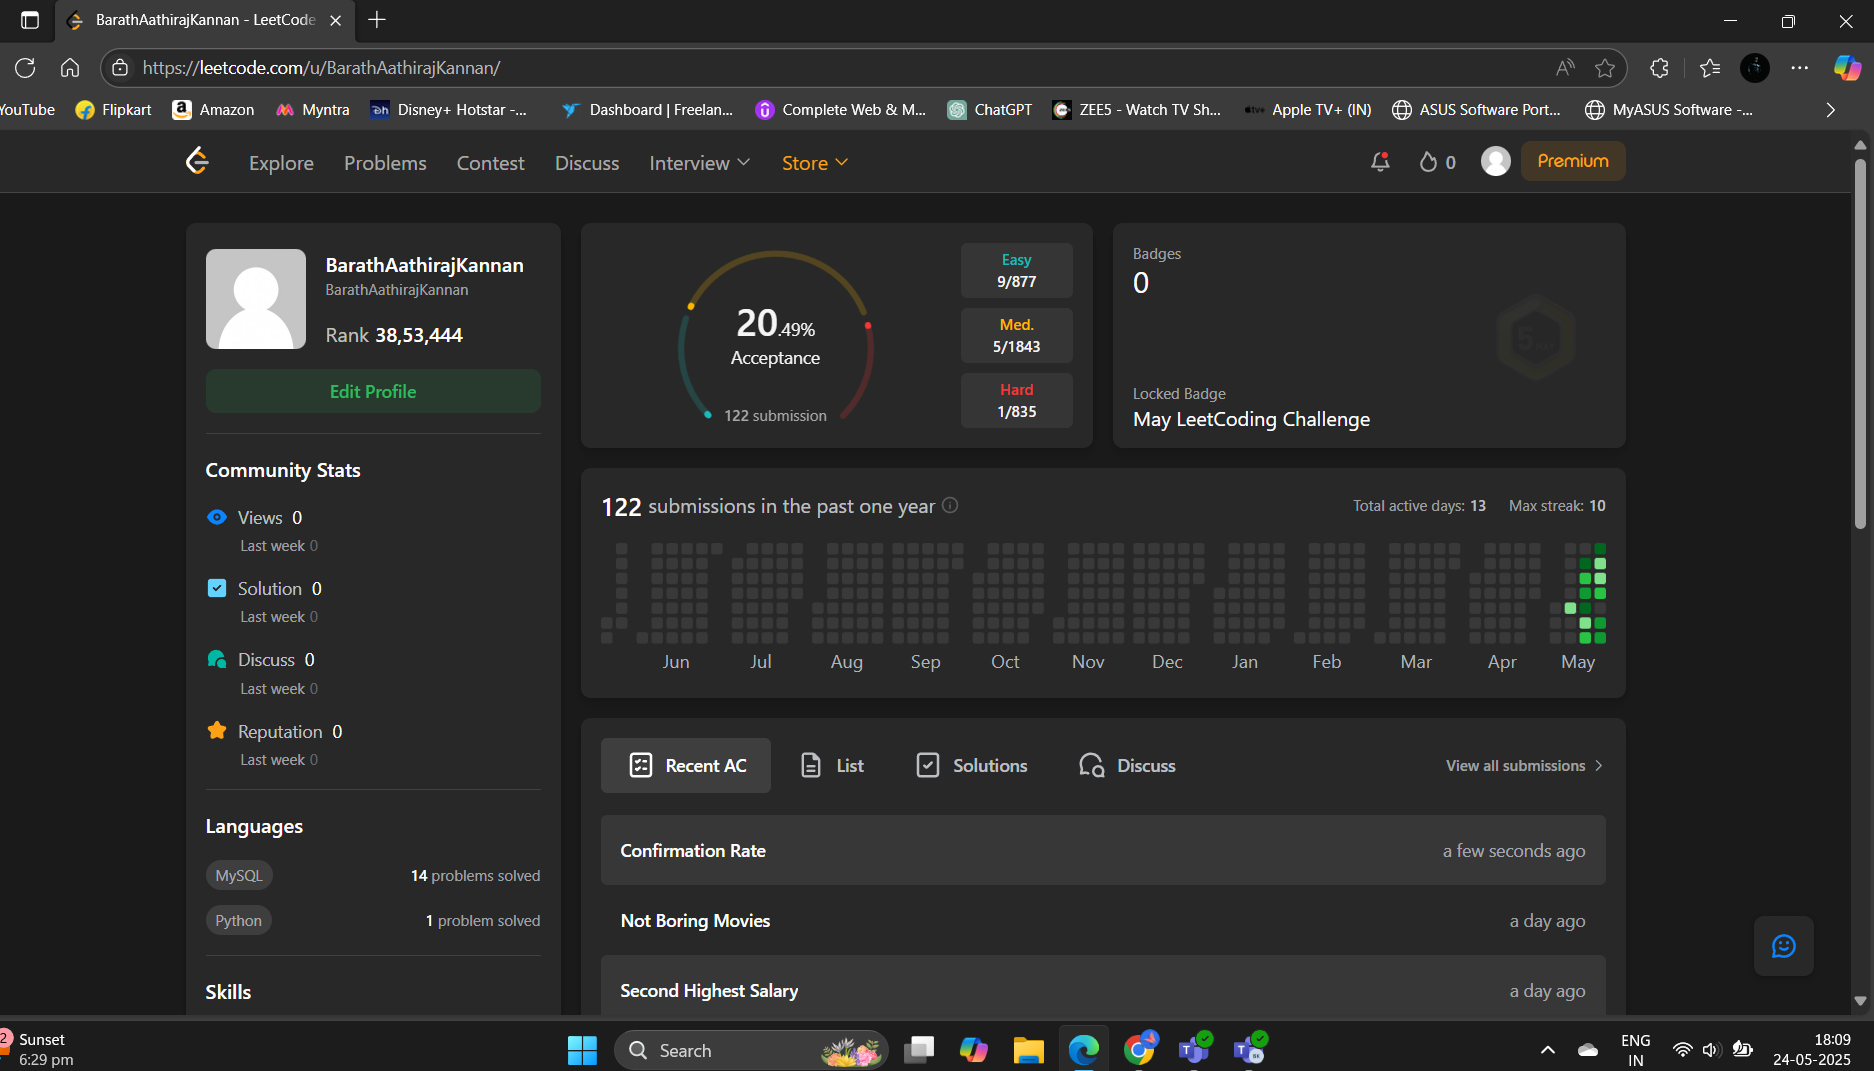 BarathAathirajKannan - LeetCode
https://leetcode.com/u/BarathAathirajKannan/
YouTube Flipkart Amazon Myntra Disney+ Hotstar -... Dashboard | Freelan... Complete Web & M... ChatGPT ZEE5 - Watch TV Sh... Apple TV+ (IN) ASUS Software Port... MyASUS Software -...
Explore Problems Contest Discuss Interview Store 0 Premium
BarathAathirajKannan
BarathAathirajKannan
Rank 38,53,444
Edit Profile
Community Stats
Views 0
Last week 0
Solution 0
Last week 0
Discuss 0
Last week 0
Reputation 0
Last week 0
Languages
MySQL 14 problems solved
Python 1 problem solved
Skills
20.49%
Acceptance
122 submission
Easy
9/877
Med.
5/1843
Hard
1/835
Badges
0
Locked Badge
May LeetCoding Challenge
122 submissions in the past one year Total active days: 13 Max streak: 10
Jun Jul Aug Sep Oct Nov Dec Jan Feb Mar Apr May
Recent AC List Solutions Discuss View all submissions
Confirmation Rate a few seconds ago
Not Boring Movies a day ago
Second Highest Salary a day ago
2 Sunset
6:29 pm
Search
ENG
IN
18:09
24-05-2025